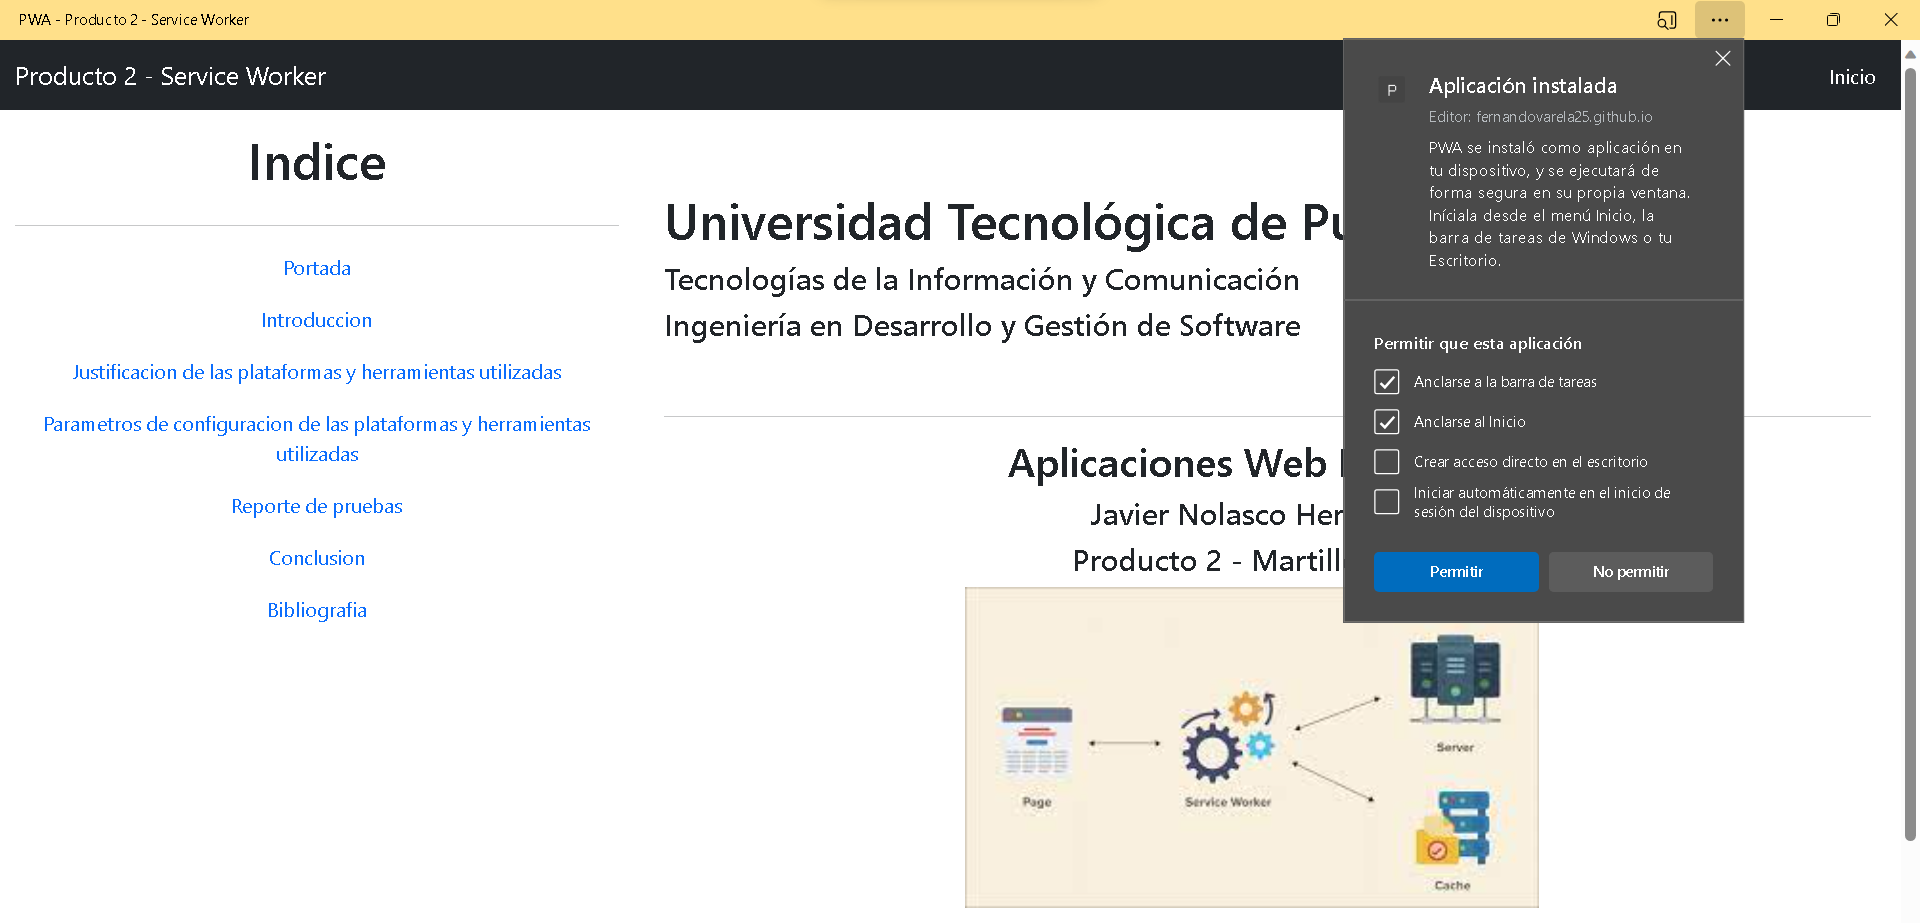 PWA - Producto 2 - Service Worker
Producto 2 - Service Worker
Inicio
Indice
Portada
Introduccion
Justificacion de las plataformas y herramientas utilizadas
Parametros de configuracion de las plataformas y herramientas
utilizadas
Reporte de pruebas
Conclusion
Bibliografia
Universidad Tecnológica de
Tecnologías de la Información y Comunicación
Ingeniería en Desarrollo y Gestión de Software
Aplicaciones Web
Javier Nolasco
Producto 2 -
Page
Service Worker
Server
Cache
P
Aplicación instalada
Editor: fernandovarela25.github.io
PWA se instaló como aplicación en
tu dispositivo, y se ejecutará de
forma segura en su propia ventana.
Iníciala desde el menú Inicio, la
barra de tareas de Windows o tu
Escritorio.
Permitir que esta aplicación
Anclarse a la barra de tareas
Anclarse al Inicio
Crear acceso directo en el escritorio
Iniciar automáticamente en el inicio de
sesión del dispositivo
Permitir
No permitir